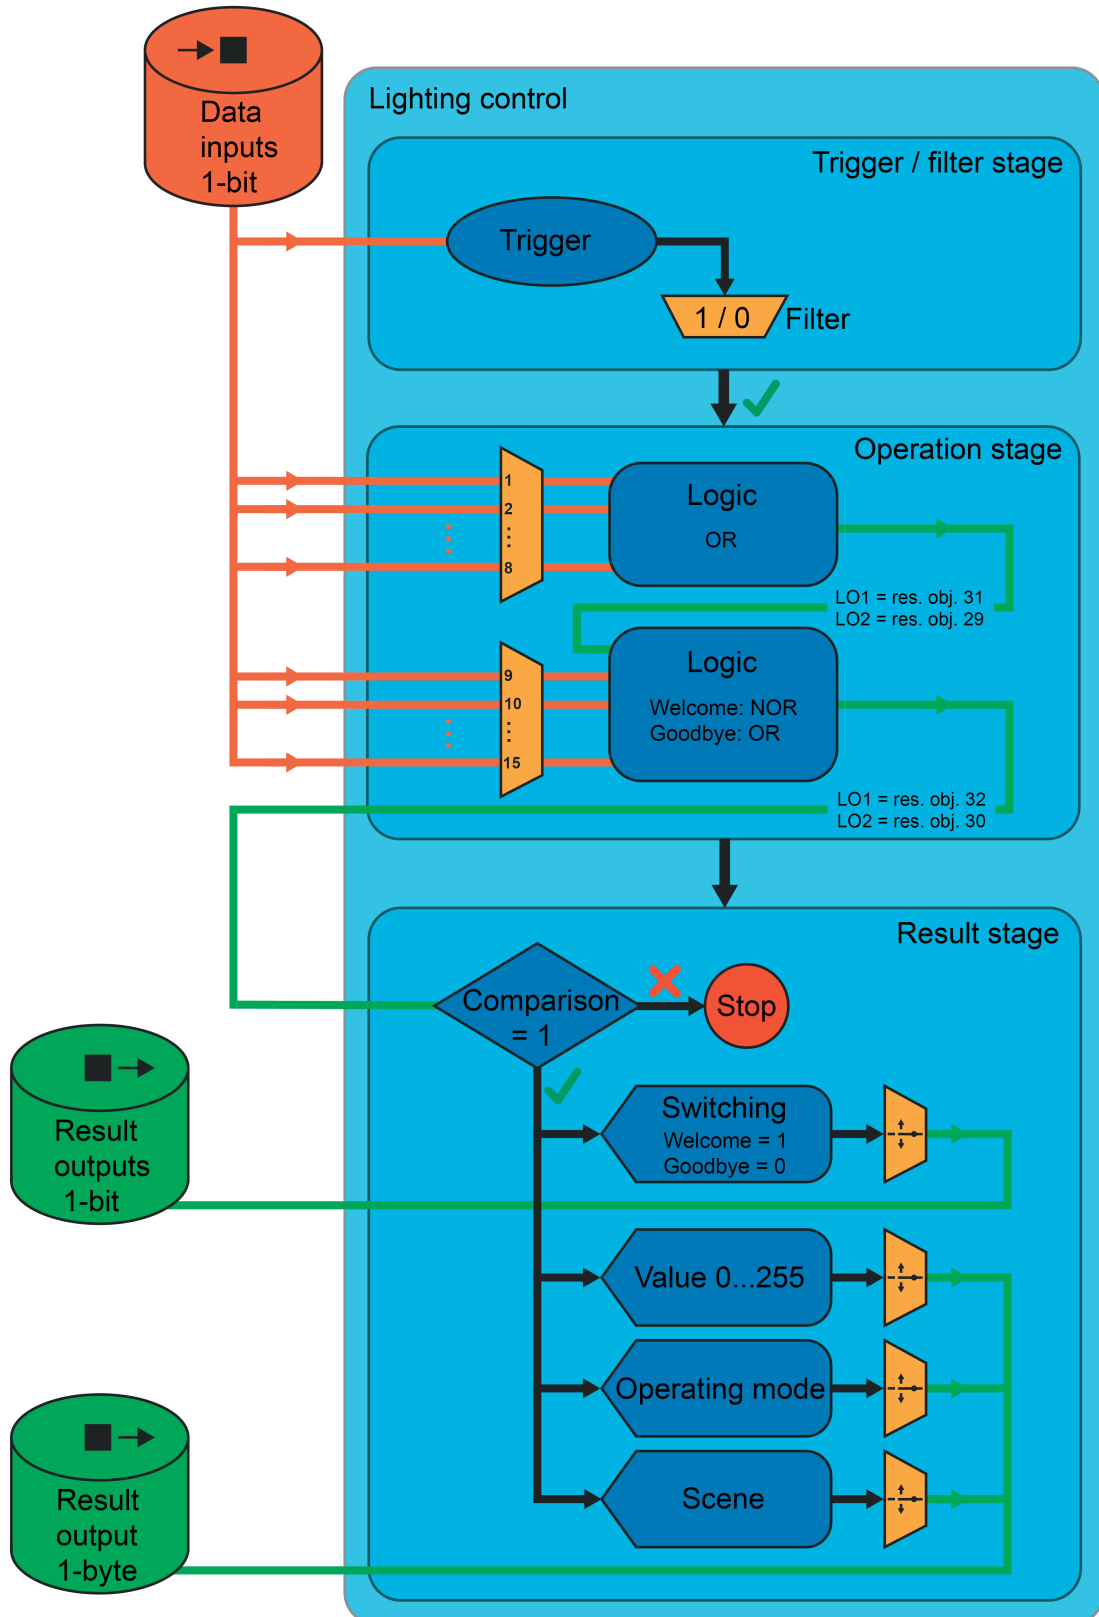 Data
inputs
1-bit
Lighting control
Trigger / filter stage
Trigger
1 / 0
Filter
Operation stage
1
2
8
Logic
OR
LO1 = res. obj. 31
LO2 = res. obj. 29
9
10
15
Logic
Welcome: NOR
Goodbye: OR
LO1 = res. obj. 32
LO2 = res. obj. 30
Result stage
Comparison
= 1
Stop
Result
outputs
1-bit
Switching
Welcome = 1
Goodbye = 0
Value 0...255
Operating mode
Scene
Result
output
1-byte